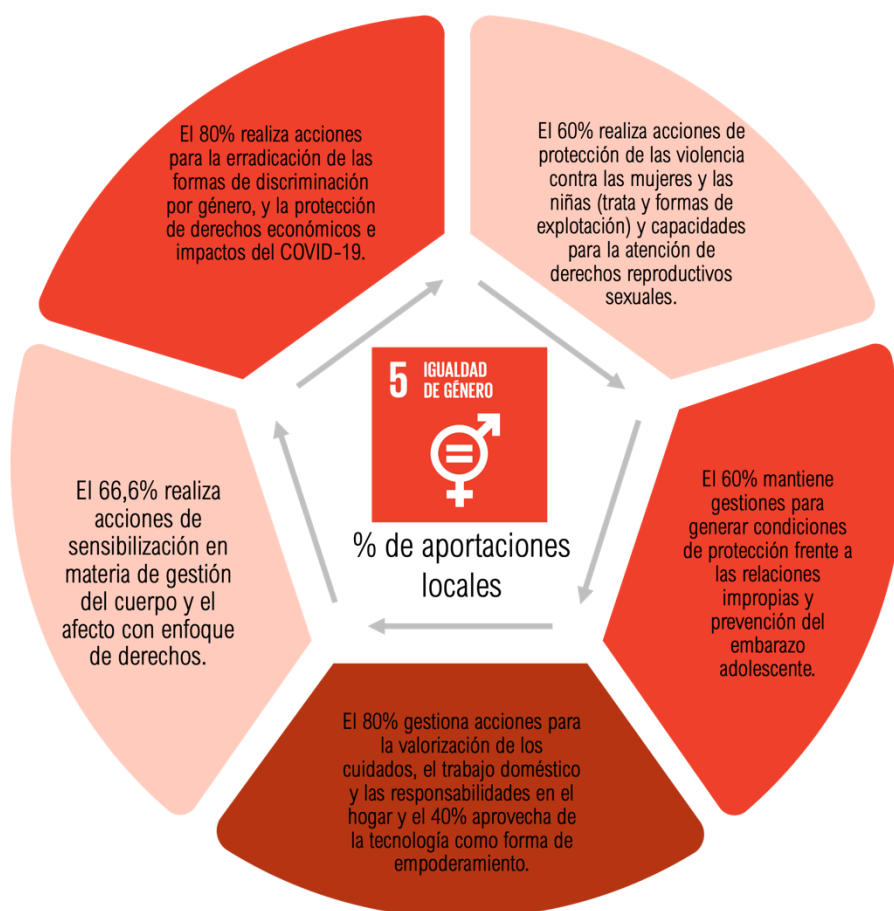 El 80% realiza acciones
para la erradicación de las
formas de discriminación
por género, y la protección
de derechos económicos e
impactos del COVID-19.
El 60% realiza acciones de
protección de las violencia
contra las mujeres y las
niñas (trata y formas de
explotación) y capacidades
para la atención de
derechos reproductivos
sexuales.
El 60% mantiene
gestiones para
generar condiciones
de protección frente a
las relaciones
impropias y
prevención del
embarazo
adolescente.
El 80% gestiona acciones para
la valorización de los
cuidados, el trabajo doméstico
y las responsabilidades en el
hogar y el 40% aprovecha de
la tecnología como forma de
empoderamiento.
El 66,6% realiza
acciones de
sensibilización en
materia de gestión
del cuerpo y el
afecto con enfoque
de derechos.
5 IGUALDAD
DE GÉNERO
% de aportaciones
locales